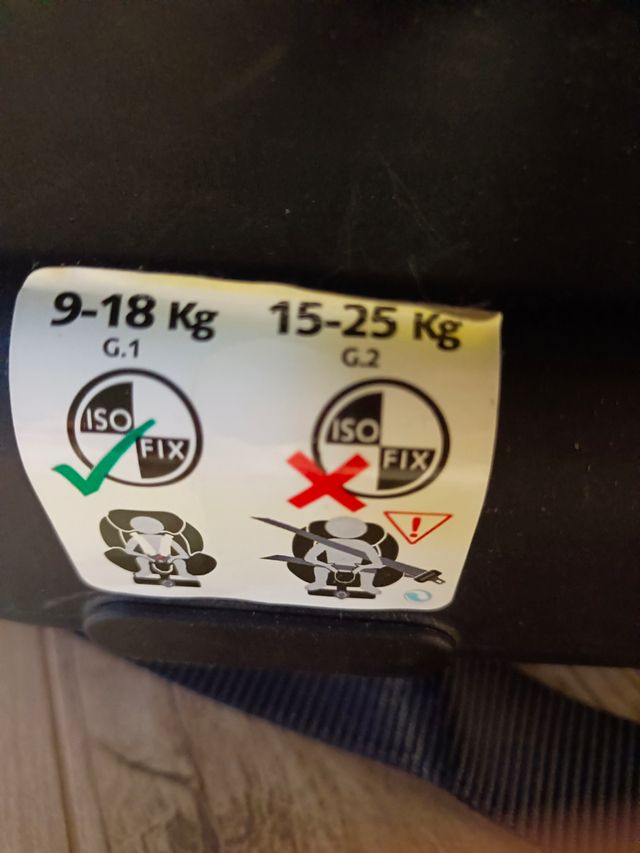 9-18 Kg
G.1
ISO
FIX
15-25 Kg
G.2
ISO
FIX
!